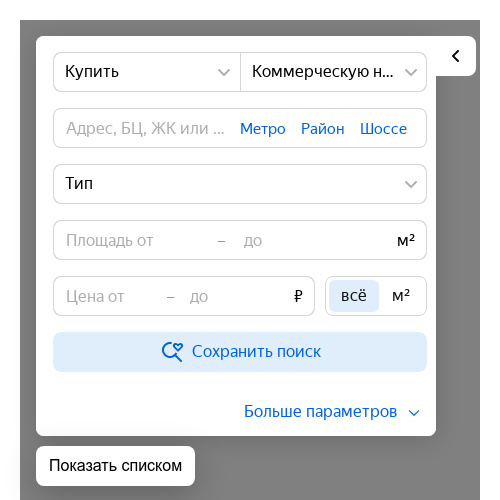 Купить Коммерческую н...
Адрес, БЦ, ЖК или ... Метро Район Шоссе
Тип
Площадь от – до м²
Цена от – до ₽ всё м²
Сохранить поиск
Больше параметров
Показать списком